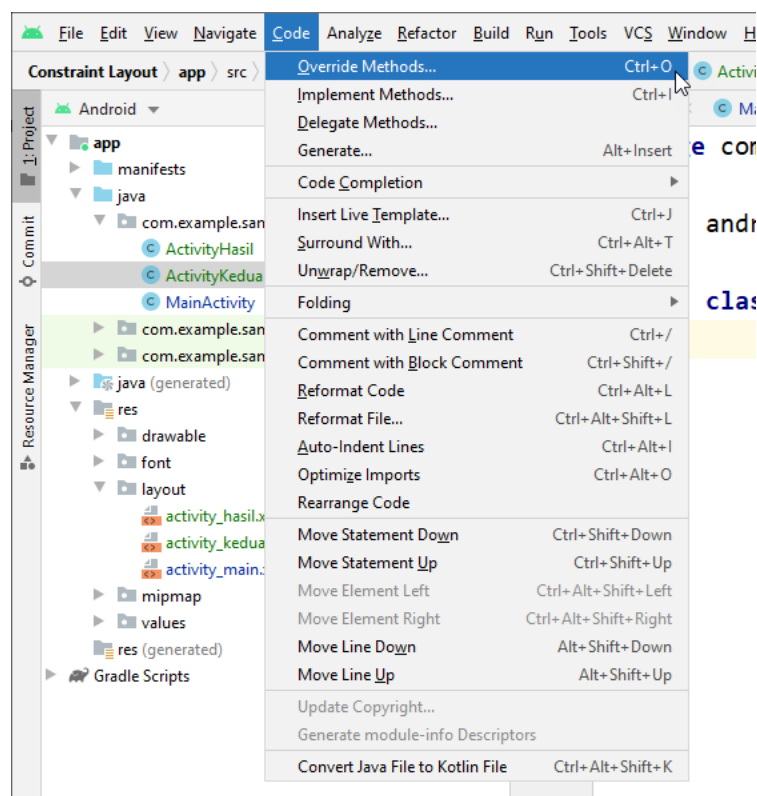 File Edit View Navigate Code Analyze Refactor Build Run Tools VCS Window H
Constraint Layout app src
Activi
Android
Ma
1: Project
Commit
Resource Manager
app
manifests
java
com.example.san
ActivityHasil
ActivityKedua
MainActivity
com.example.san
com.example.san
java (generated)
res
drawable
font
layout
activity_hasil.x
activity_kedua
activity_main.
mipmap
values
res (generated)
Gradle Scripts
Override Methods... Ctrl+O
Implement Methods... Ctrl+I
Delegate Methods...
Generate... Alt+Insert
Code Completion
Insert Live Template... Ctrl+J
Surround With... Ctrl+Alt+T
Unwrap/Remove... Ctrl+Shift+Delete
Folding
Comment with Line Comment Ctrl+/
Comment with Block Comment Ctrl+Shift+/
Reformat Code Ctrl+Alt+L
Reformat File... Ctrl+Alt+Shift+L
Auto-Indent Lines Ctrl+Alt+I
Optimize Imports Ctrl+Alt+O
Rearrange Code
Move Statement Down Ctrl+Shift+Down
Move Statement Up Ctrl+Shift+Up
Move Element Left Ctrl+Alt+Shift+Left
Move Element Right Ctrl+Alt+Shift+Right
Move Line Down Alt+Shift+Down
Move Line Up Alt+Shift+Up
Update Copyright...
Generate module-info Descriptors
Convert Java File to Kotlin File Ctrl+Alt+Shift+K
e com
andr
clas